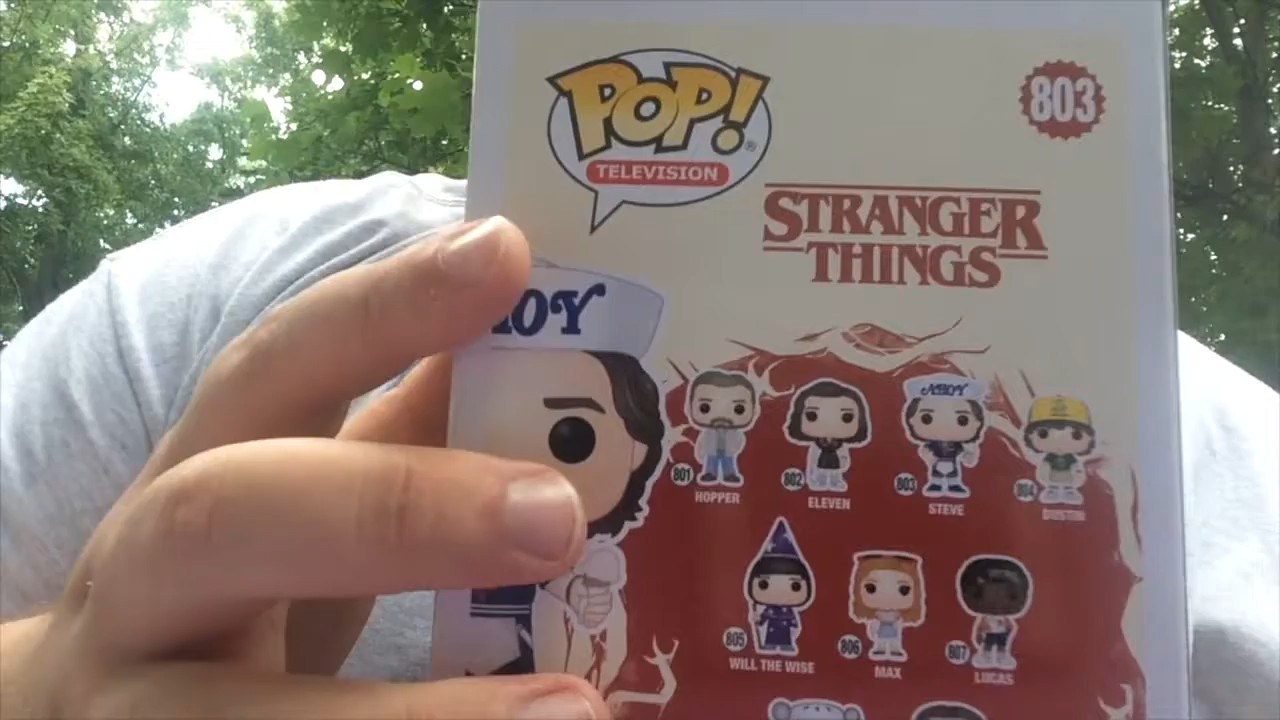 POP!®
TELEVISION
803
STRANGER
THINGS
AHOY
AHOY
801
HOPPER
802
ELEVEN
803
STEVE
804
DUSTIN
805
WILL THE WISE
806
MAX
807
LUCAS